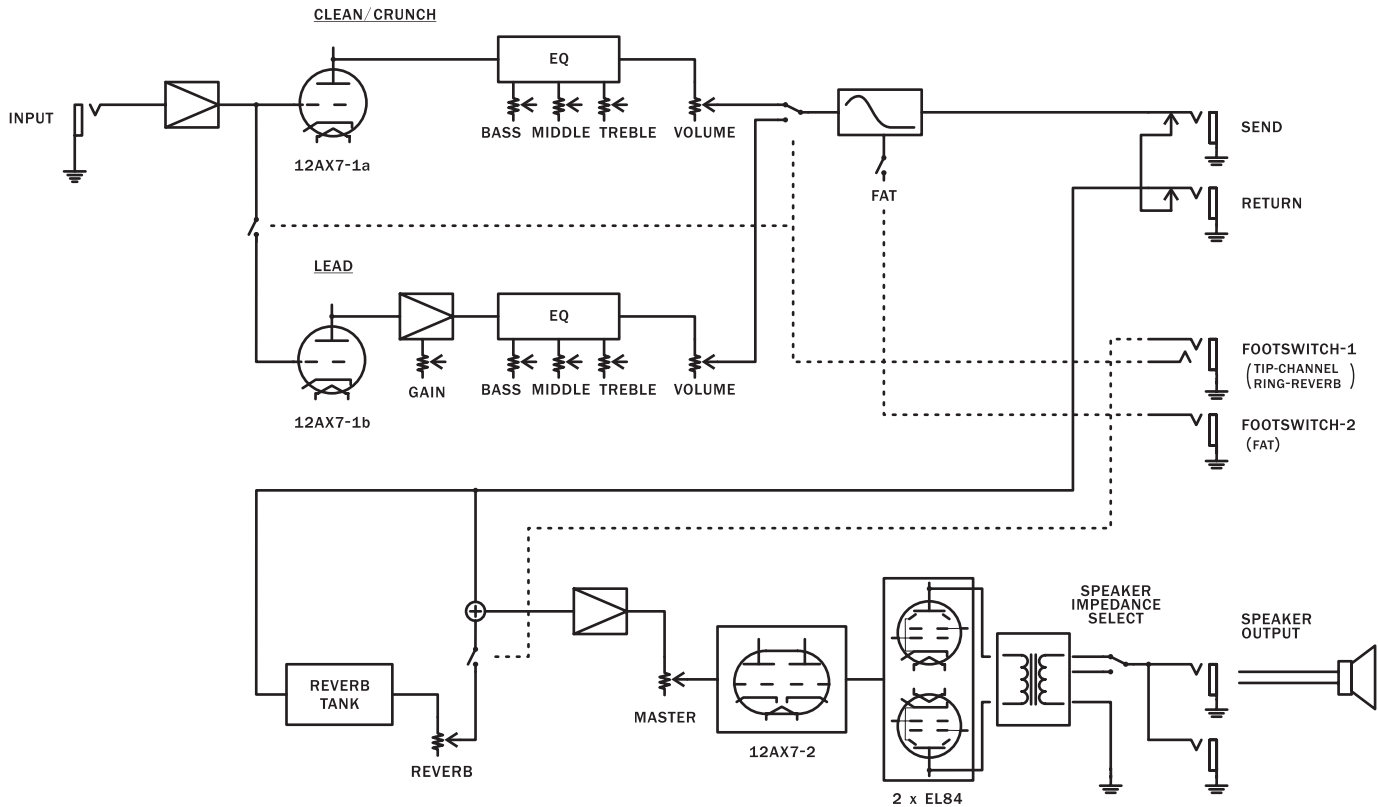 CLEAN/CRUNCH
INPUT
12AX7-1a
EQ
BASS MIDDLE TREBLE VOLUME
FAT
SEND
RETURN
LEAD
12AX7-1b
GAIN
EQ
BASS MIDDLE TREBLE VOLUME
FOOTSWITCH-1
(TIP-CHANNEL
RING-REVERB)
FOOTSWITCH-2
(FAT)
REVERB
TANK
REVERB
MASTER
12AX7-2
2 x EL84
SPEAKER
IMPEDANCE
SELECT
SPEAKER
OUTPUT